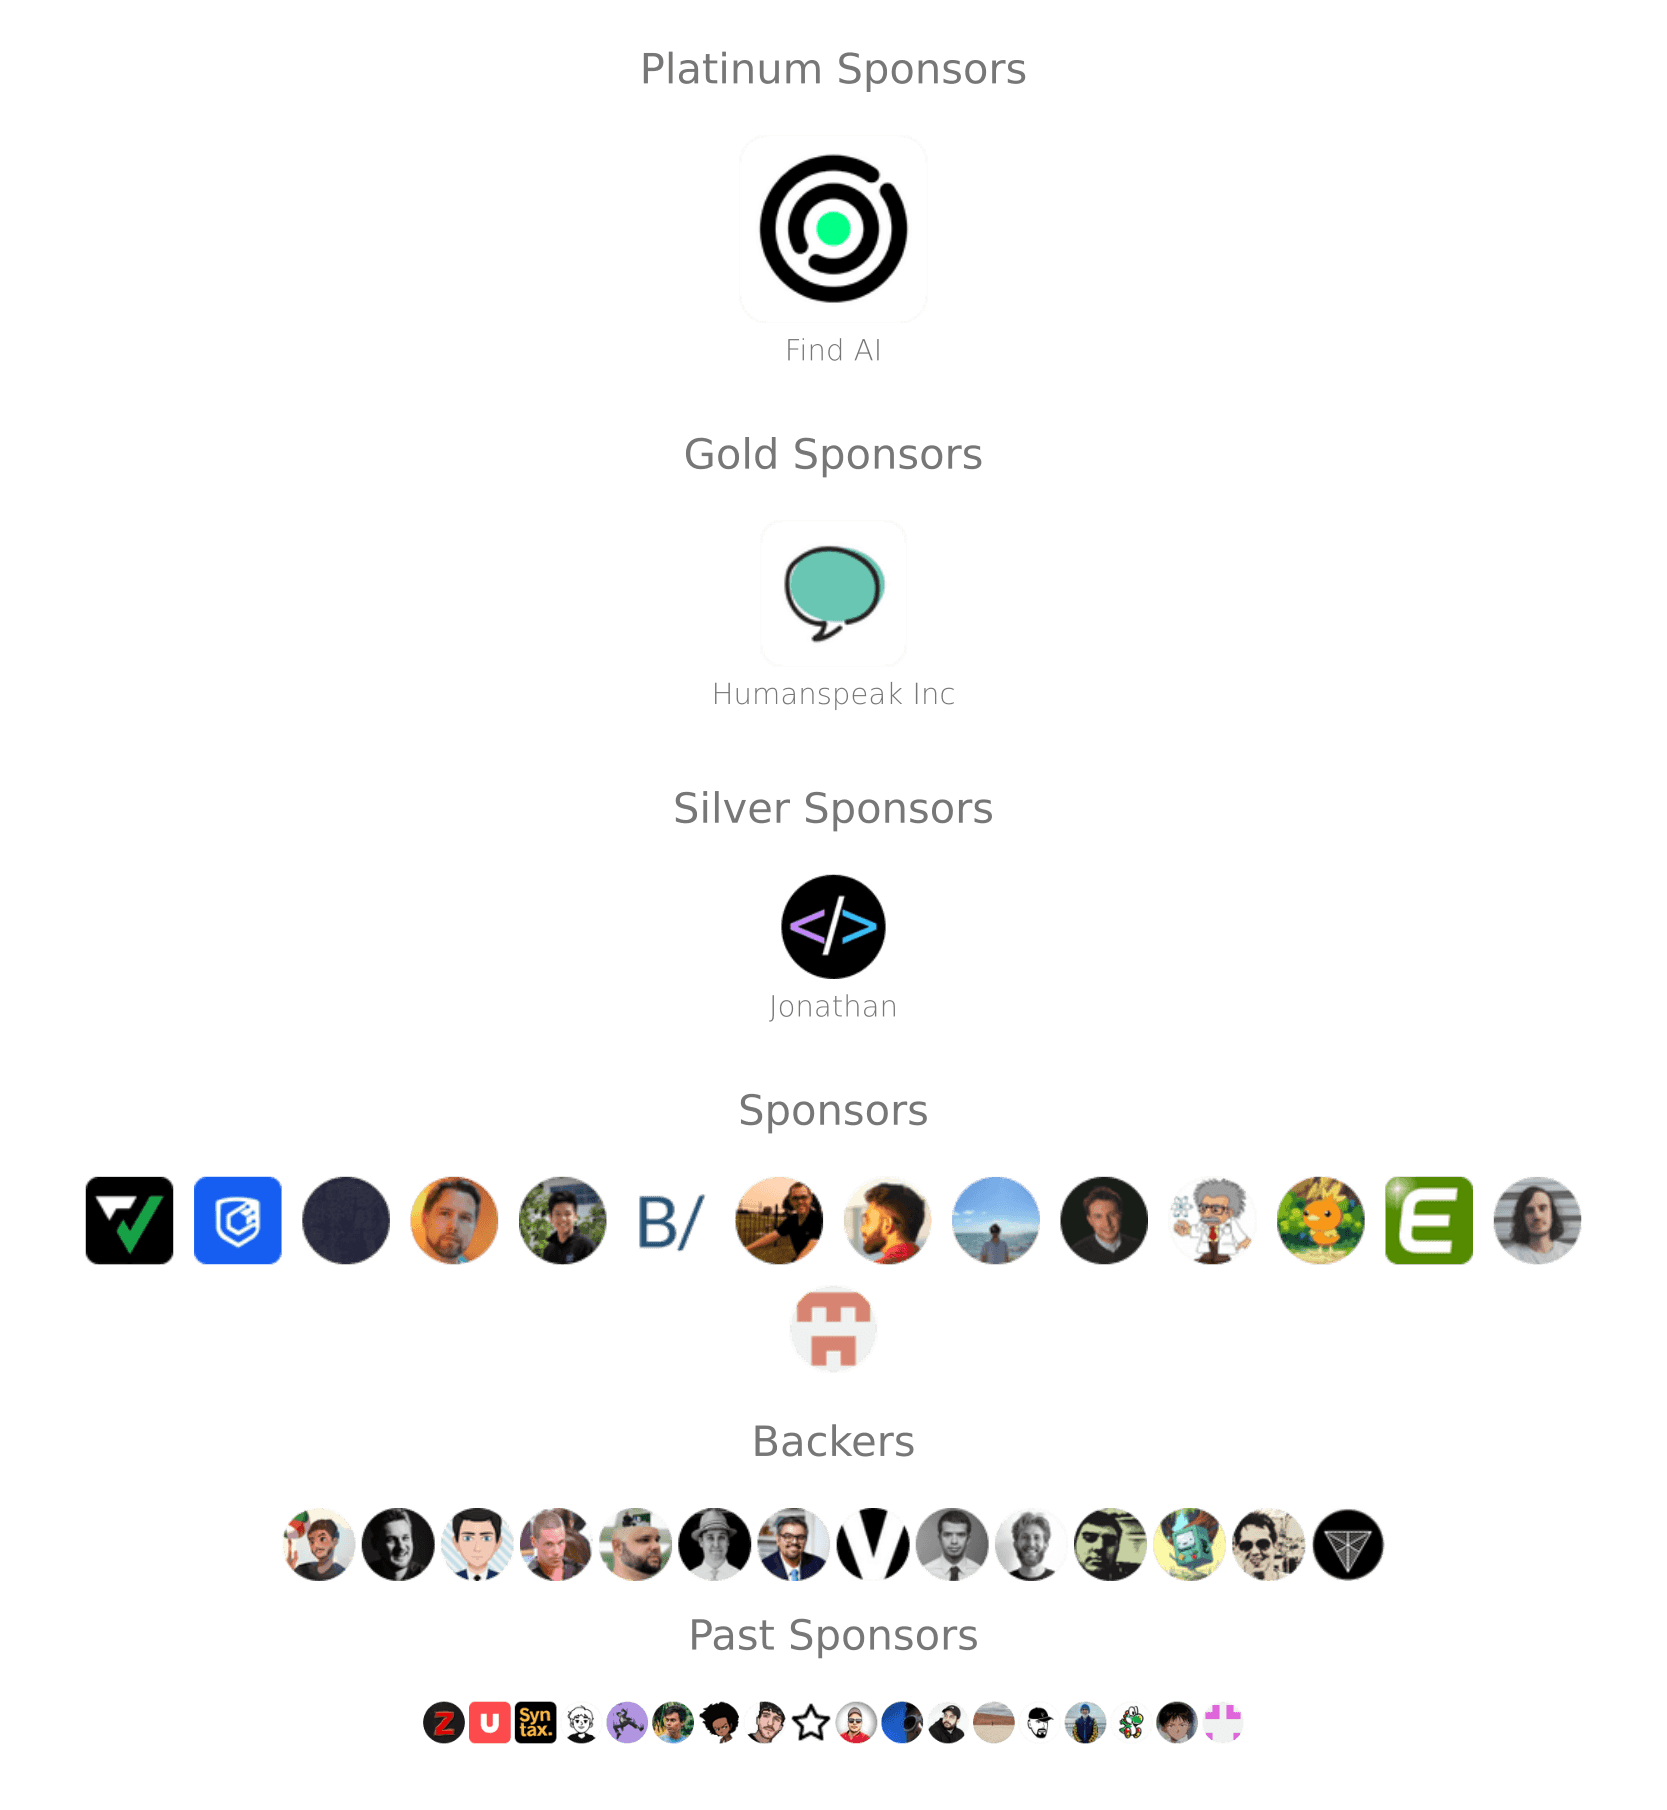 Platinum Sponsors
Find AI
Gold Sponsors
Humanspeak Inc
Silver Sponsors
</>
Jonathan
Sponsors
B/
E
Backers
V
Past Sponsors
Z
U
Syn
tax.